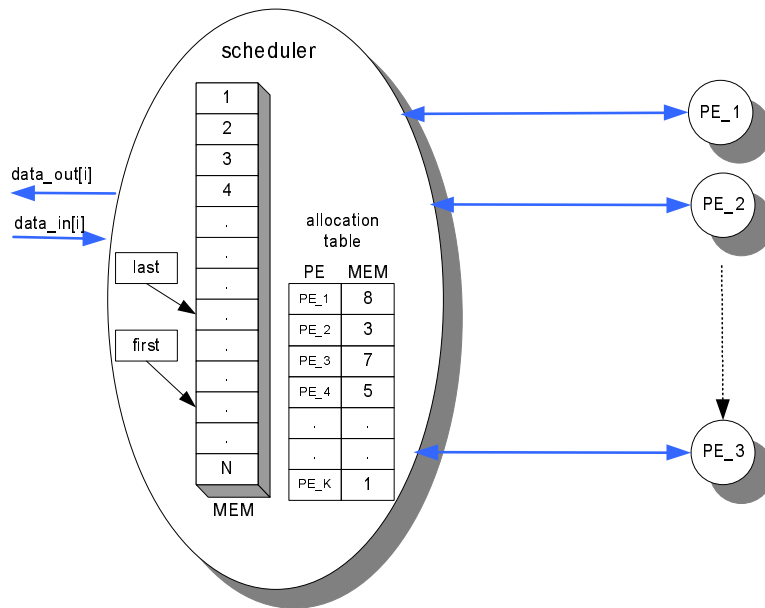 scheduler
1
2
3
4
.
.
.
.
.
.
.
.
N
MEM
data_out[i]
data_in[i]
last
first
allocation
table
PE MEM
PE_1 8
PE_2 3
PE_3 7
PE_4 5
. .
. .
PE_K 1
PE_1
PE_2
PE_3